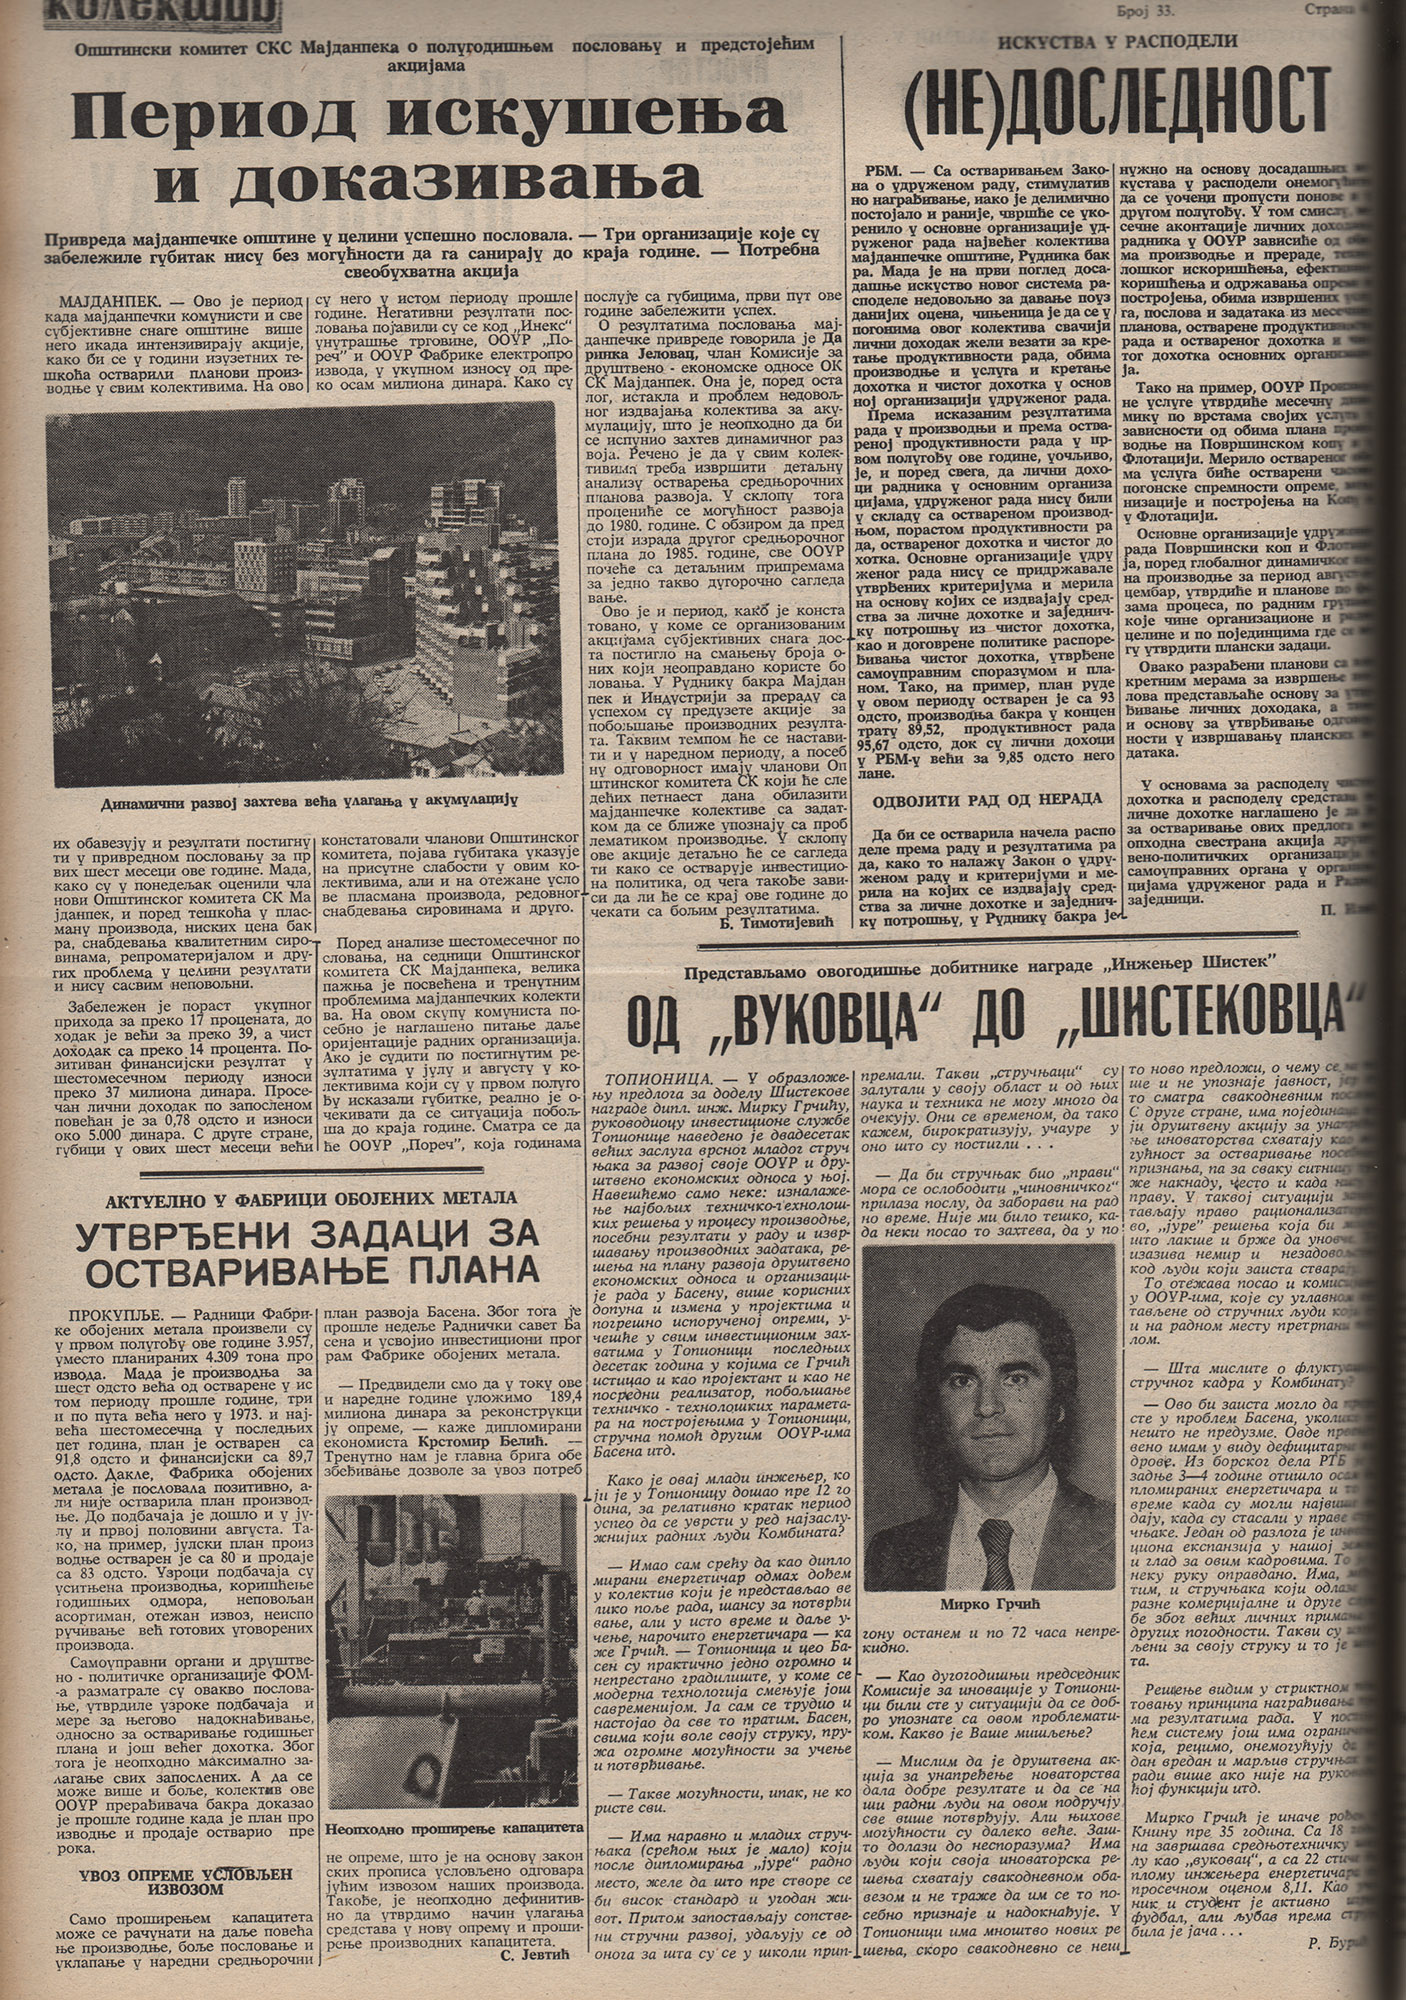 колектив
Број 33.
Страна
Општински комитет СКС Мајданпека о полугодишњем пословању и предстојећим
акцијама
Период искушења
и доказивања
Привреда мајданпечке општине у целини успешно пословала. — Три организације које су
забележиле губитак нису без могућности да га санирају до краја године. — Потребна
свеобухватна акција
МАЈДАНПЕК. — Ово је период
када мајданпечки комунисти и све
субјективне снаге општине више
него икада интензивирају акције,
како би се у години изузетних те-
шкоћа остварили планови произ-
водње у свим колективима. На ово
Динамични развој захтева већа улагања у акумулацију
их обавезују и резултати постигну
ти у привредном пословању за пр
вих шест месеци ове године. Мада,
како су у понедељак оценили чла
нови Општинског комитета СК Ма
јданпек, и поред тешкоћа у плас-
ману производа, ниских цена бак
ра, снабдевања квалитетним сиро-
винама, репроматеријалом и дру-
гих проблема у целини резултати
и нису сасвим неповољни.
Забележен је пораст укупног
прихода за преко 17 процената, до
ходак је већи за преко 39, а чист
доходак са преко 14 процента. По-
зитиван финансијски резултат у
шестомесечном периоду износи
преко 37 милиона динара. Просе-
чан лични доходак по запосленом
повећан је за 0,78 одсто и износи
око 5.000 динара. С друге стране,
губици у ових шест месеци већи
су него у истом периоду прошле
године. Негативни резултати пос-
ловања појавили су се код „Инекс“
унутрашње трговине, ООУР „По-
реч“ и ООУР Фабрике електропро
извода, у укупном износу од пре-
ко осам милиона динара. Како су
констатовали чланови Општинског
комитета, појава губитака указује
на присутне слабости у овим ко-
лективима, али и на отежане усло
ве пласмана производа, редовног
снабдевања сировинама и друго.
Поред анализе шестомесечног по
словања, на седници Општинског
комитета СК Мајданпека, велика
пажња је посвећена и тренутним
проблемима мајданпечких колекти
ва. На овом скупу комуниста по-
себно је наглашено питање даље
оријентације радних организација.
Ако је судити по постигнутим ре-
зултатима у јулу и августу у ко-
лективима који су у првом полуго
ђу исказали губитке, реално је о-
чекивати да се ситуација побољ-
ша до краја године. Сматра се да
ће ООУР „Пореч“, која годинама
послује са губицима, први пут ове
године забележити успех.
О резултатима пословања мај-
данпечке привреде говорила је Да
ринка Јеловац, члан Комисије за
друштвено - економске односе ОК
СК Мајданпек. Она је, поред оста
лог, истакла и проблем недовољ-
ног издвајања колектива за аку-
мулацију, што је неопходно да би
се испунио захтев динамичног раз
воја. Речено је да у свим колек-
тивима треба извршити детаљну
анализу остварења средњорочних
планова развоја. У склопу тога
процениће се могућност развоја
до 1980. године. С обзиром да пред
стоји израда другог средњорочног
плана до 1985. године, све ООУР
почеће са детаљним припремама
за једно такво дугорочно сагледа
вање.
Ово је и период, како је конста
товано, у коме се организованим
акцијама субјективних снага дос-
та постигло на смањењу броја о-
них који неоправдано користе бо
ловања. У Руднику бакра Мајдан
пек и Индустрији за прераду са
успехом су предузете акције за
побољшање производних резулта-
та. Таквим темпом ће се настави-
ти и у наредном периоду, а посеб
ну одговорност имају чланови Оп
штинског комитета СК који ће сле
дећих петнаест дана обилазити
мајданпечке колективе са задат-
ком да се ближе упознају са проб
лематиком производње. У склопу
ове акције детаљно ће се сагледа
ти како се остварује инвестицио-
на политика, од чега такође зави-
си да ли ће се крај ове године до-
чекати са бољим резултатима.
Б. Тимотијевић
ИСКУСТВА У РАСПОДЕЛИ
(НЕ)ДОСЛЕДНОСТ
РБМ. — Са остваривањем Зако-
на о удруженом раду, стимулатив
но награђивање, иако је делимично
постојало и раније, чвршће се уко-
ренило у основне организације уд-
руженог рада највећег колектива
мајданпечке општине, Рудника бак
ра. Мада је на први поглед доса-
дашње искуство новог система ра-
споделе недовољно за давање поуз
данијих оцена, чињеница је да се у
погонима овог колектива свачији
лични доходак жели везати за кре-
тање продуктивности рада, обима
производње и услуга и кретање
дохотка и чистог дохотка у основ
ној организацији удруженог рада.
Према исказаним резултатима
рада у производњи и према оства-
реној продуктивности рада у пр-
вом полугођу ове године, уочљиво,
је, и поред свега, да лични дохо-
ци радника у основним организа
цијама, удруженог рада нису били
у складу са оствареном производ-
њом, порастом продуктивности ра
да, оствареног дохотка и чистог до
хотка. Основне организације удру
женог рада нису се придржавале
утврђених критеријума и мерила
на основу којих се издвајају сред-
ства за личне дохотке и заједнич-
ку потрошњу из чистог дохотка,
као и договрене политике распоре-
ђивања чистог дохотка, утврђене
самоуправним споразумом и пла-
ном. Тако, на пример, план руде
у овом периоду остварен је са 93
одсто, производња бакра у концен
трату 89,52, продуктивност рада
95,67 одсто, док су лични дохоци
у РБМ-у већи за 9,85 одсто него
лане.
ОДВОЈИТИ РАД ОД НЕРАДА
Да би се остварила начела распо
деле према раду и резултатима ра
да, како то налажу Закон о удру-
женом раду и критеријуми и ме-
рила на којих се издвајају сред-
ства за личне дохотке и заједнич-
ку потрошњу, у Руднику бакра је
нужно на основу досадашњих
кустава у расподели онемогућити
да се уочени пропусти понове
другом полугођу. У том смислу,
сечне аконтације личних
радника у ООУР зависиће од
ма производње и прераде,
лошког искоришћења,
коришћења и одржавања
постројења, обима извршених
га, послова и задатака из
планова, остварене
рада и оствареног дохотка и
тог дохотка основних
ја.
Тако на пример, ООУР
не услуге утврдиће месечну
мику по врстама својих
зависности од обима плана
водње на Површинском копу
Флотацији. Мерило
ма услуга биће остварени
погонске спремности опреме,
низације и постројења на
у Флотацији.
Основне организације
рада Површински коп и
ја, поред глобалног
на производње за период
цембар, утврдиће и планове
зама процеса, по радним
које чине организационе и
целине и по појединцима где се
гу утврдити плански задаци.
Овако разрађени планови са
кретним мерама за извршење
лова представљаће основу за
ђивање личних доходака, а
и основ за утврђивање
ности у извршавању планских
датака.
У основама за расподелу
дохотка и расподелу
личне дохотке наглашено је
за остваривање ових
опходна свестрана акција
вено-политичких
самоуправних органа у
цијама удруженог рада и
заједници.
П.
Представљамо овогодишње добитнике награде „Инжењер Шистек“
ОД „ВУКОВЦА“ ДО „ШИСТЕКОВЦА“
ТОПИОНИЦА. — У образложе-
њу предлога за доделу Шистекове
награде дипл. инж. Мирку Грчићу,
руководиоцу инвестиционе службе
Топионице наведено је двадесетак
већих заслуга врсног младог струч
њака за развој своје ООУР и дру-
штвено економских односа у њој.
Навешћемо само неке: изналаже-
ње најбољих техничко-технолош-
ких решења у процесу производње,
посебни резултати у раду и извр-
шавању производних задатака, ре-
шења на плану развоја друштвено
економских односа и организаци-
је рада у Басену, више корисних
допуна и измена у пројектима и
погрешно испорученој опреми, у-
чешће у свим инвестиционим зах-
ватима у Топионици последњих
десетак година у којима се Грчић
истицао и као пројектант и као не
посредни реализатор, побољшање
техничко - технолошких парамета-
ра на постројењима у Топионици,
стручна помоћ другим ООУР-има
Басена итд.
Како је овај млади инжењер, ко
ји је у Топионицу дошао пре 12 го
дина, за релативно кратак период
успео да се уврсти у ред најзаслу-
жнијих радних људи Комбината?
— Имао сам срећу да као дипло
мирани енергетичар одмах дођем
у колектив који је представљао ве
лико поље рада, шансу за потврђи
вање, али у исто време и даље у-
чење, нарочито енергетичара — ка
же Грчић. — Топионица и цео Ба-
сен су практично једно огромно и
непрестано градилиште, у коме се
модерна технологија смењује још
савременијом. Ја сам се трудио и
настојао да све то пратим. Басен,
свима који воле своју струку, пру-
жа огромне могућности за учење
и потврђивање.
— Такве могућности, ипак, не ко
ристе сви.
— Има наравно и младих струч-
њака (срећом њих је мало) који
после дипломирања „јуре“ радно
место, желе да што пре створе се
би висок стандард и угодан жи-
вот. Притом запостављају сопстве-
ни стручни развој, удаљују се од
онога за шта су се у школи прип-
премали. Такви „стручњаци“ су
залутали у своју област и од њих
наука и техника не могу много да
очекују. Они се временом, да тако
кажем, бирократизују, учауре у
оно што су постигли . . .
— Да би стручњак био „прави“
мора се ослободити „чиновничког“
прилаза послу, да заборави на рад
но време. Није ми било тешко, ка-
да неки посао то захтева, да у по
Мирко Грчић
гону останем и по 72 часа непре-
кидно.
— Као дугогодишњи председник
Комисије за иновације у Топиони-
ци били сте у ситуацији да се доб-
ро упознате са овом проблемати-
ком. Какво је Ваше мишљење?
— Мислим да је друштвена ак-
ција за унапређење новаторства
дала добре резултате и да се на
ши радни људи на овом подручју
све више потврђују. Али њихове
могућности су далеко веће. Заш-
то долази до неспоразума? Има
људи који своја иноваторска ре-
шења схватају свакодневном оба-
везом и не траже да им се то по-
себно признаје и надокнађује. У
Топионици има мноштво нових ре
шења, скоро свакодневно се неш
то ново предложи, о чему се
ше и не упознаје јавност,
то сматра свакодневним
С друге стране, има
ји друштвену акцију за
ње иноваторства схватају
гућност за остваривање
признања, па за сваку
же накнаду, често и када
праву. У таквој ситуацији
тављају право
во, „јуре“ решења која би
што лакше и брже да
изазива немир и
код људи који заиста
То отежава посао и
у ООУР-има, које су углавном
тављене од стручних људи
и на радном месту претрпани
лом.
— Шта мислите о
стручног кадра у Комбинату?
— Ово би заиста могло да
сте у проблем Басена, уколико
нешто не предузме. Овде
вено имам у виду дефицитарне
дрове. Из борског дела РТБ
задње 3—4 године отишло
пломираних енергетичара и
време када су могли
дају, када су стасали у праве
чњаке. Један од разлога је
циона експанзија у нашој
и глад за овим кадровима. То
неку руку оправдано. Има,
тим, и стручњака који одлазе
разне комерцијалне и друге
бе због већих личних
других погодности. Такви су
љени за своју струку и то је
та.
Решење видим у стриктном
товању принципа награђивања
ма резултатима рада. У
ћем систему још има
која, рецимо, онемогућују
дан вредан и марљив стручњак
ради више ако није на
ћој функцији итд.
Мирко Грчић је иначе рођен
Книну пре 35 година. Са 18
на завршава средњотехничку
лу као „вуковац“, а са 22
плому инжењера енергетичара
просечном оценом 8,11. Као
ник и студент је активно
фудбал, али љубав према
била је јача . . .
Р.
АКТУЕЛНО У ФАБРИЦИ ОБОЈЕНИХ МЕТАЛА
УТВРЂЕНИ ЗАДАЦИ ЗА
ОСТВАРИВАЊЕ ПЛАНА
ПРОКУПЉЕ. — Радници Фабри-
ке обојених метала произвели су
у првом полугођу ове године 3.957,
уместо планираних 4.309 тона про
извода. Мада је производња за
шест одсто већа од остварене у ис
том периоду прошле године, три
и по пута већа него у 1973. и нај-
већа шестомесечна у последњих
пет година, план је остварен са
91,8 одсто и финансијски са 89,7
одсто. Дакле, Фабрика обојених
метала је пословала позитивно, а-
ли није остварила план производ-
ње. До подбачаја је дошло и у ју-
лу и првој половини августа. Та-
ко, на пример, јулски план произ
водње остварен је са 80 и продаје
са 83 одсто. Узроци подбачаја су
уситњена производња, коришћење
годишњих одмора, неповољан
асортиман, отежан извоз, неиспо
ручивање већ готових уговорених
производа.
Самоуправни органи и друштве-
но - политичке организације ФОМ-
-а разматрале су овакво послова-
ње, утврдиле узроке подбачаја и
мере за његово надокнађивање,
односно за остваривање годишњег
плана и још већег дохотка. Због
тога је неопходно максимално за-
лагање свих запослених. А да се
може више и боље, колектив ове
ООУР прерађивача бакра доказао
је прошле године када је план про
изводње и продаје остварио пре
рока.
УВОЗ ОПРЕМЕ УСЛОВЉЕН
ИЗВОЗОМ
Само проширењем капацитета
може се рачунати на даље повећа
ње производње, боље пословање и
уклапање у наредни средњорочни
план развоја Басена. Због тога је
прошле недеље Раднички савет Ба
сена и усвојио инвестициони прог
рам Фабрике обојених метала.
— Предвидели смо да у току ове
и наредне године уложимо 189,4
милиона динара за реконструкци
ју опреме, — каже дипломирани
економиста Крстомир Белић. —
Тренутно нам је главна брига обе
збеђивање дозволе за увоз потреб
Неопходно проширење капацитета
не опреме, што је на основу закон
ских прописа условљено одговара
јућим извозом наших производа.
Такође, је неопходно дефинитив-
но да утврдимо начин улагања
средстава у нову опрему и проши-
рење производних капацитета.
С. Јевтић